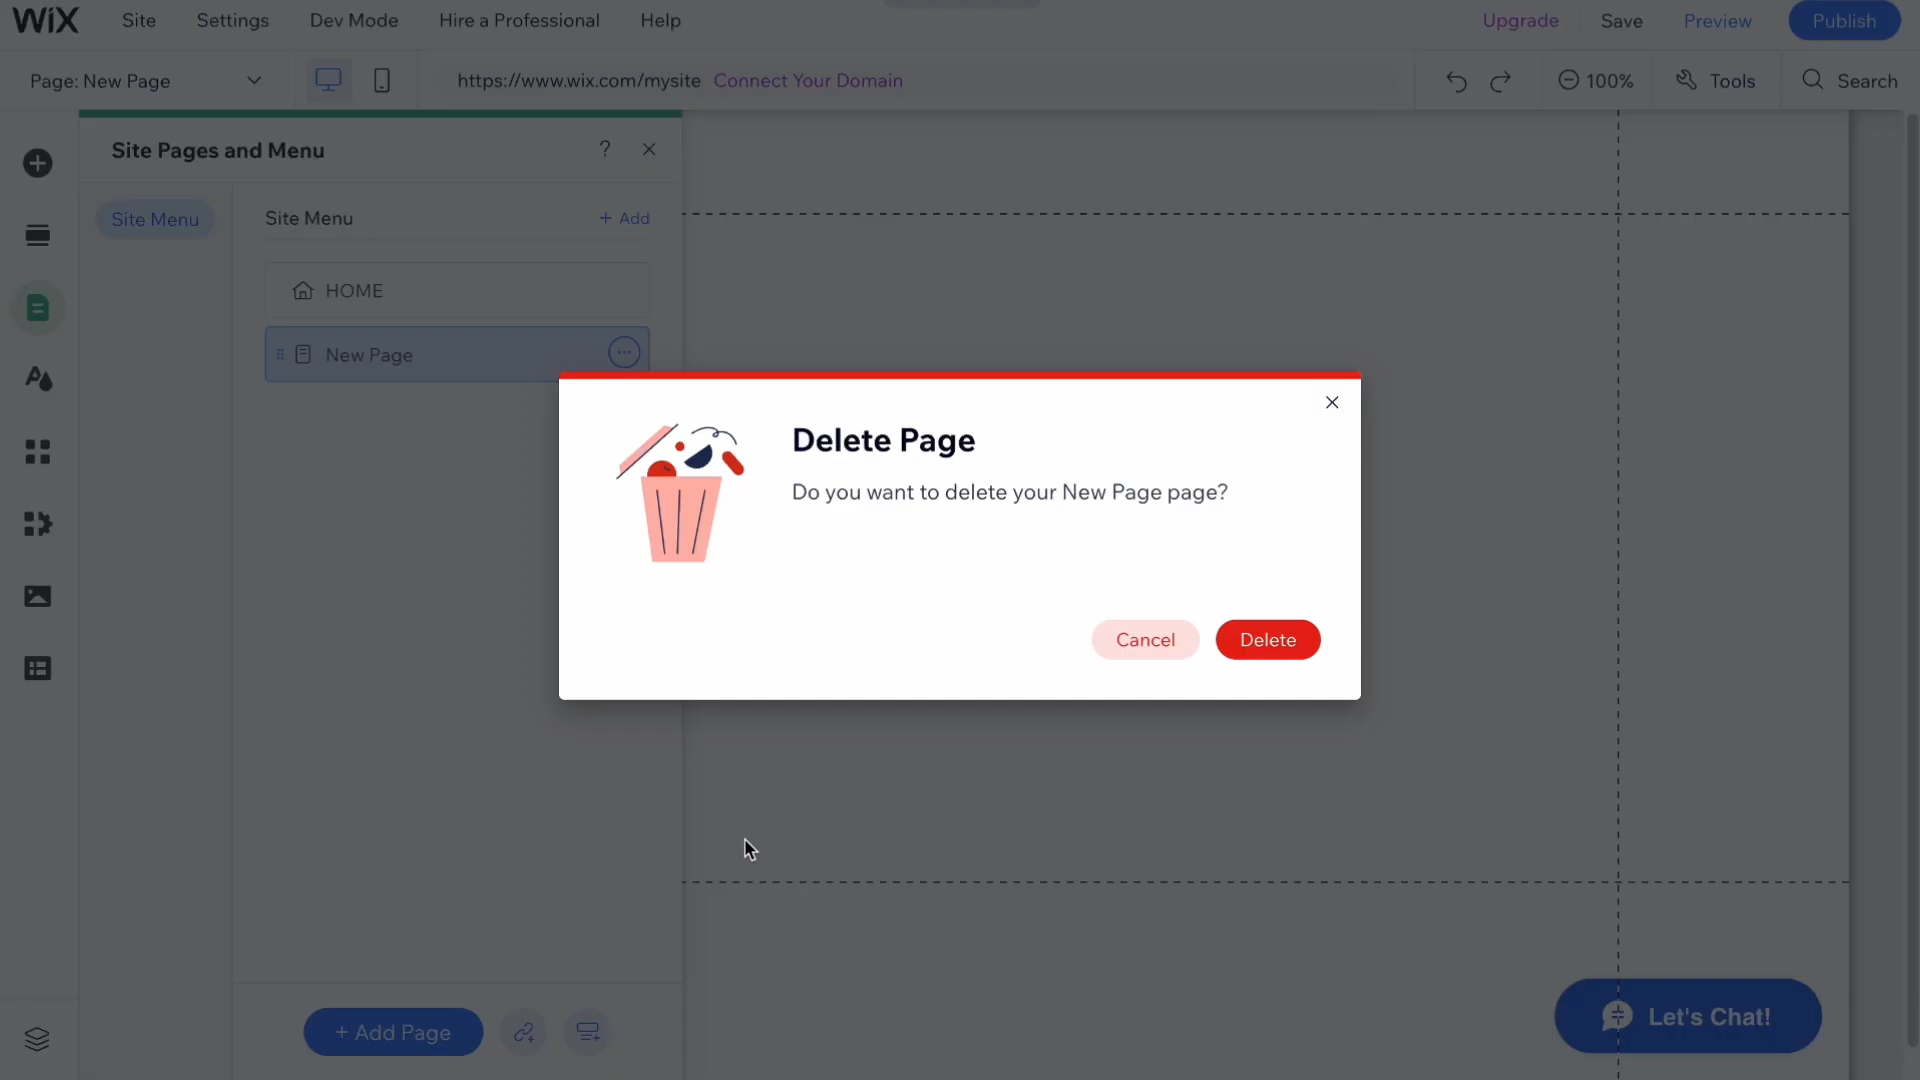 WiX Site Settings Dev Mode Hire a Professional Help Upgrade Save Preview Publish
Page: New Page https://www.wix.com/mysite Connect Your Domain 100% Tools Search
Site Pages and Menu ?
Site Menu Site Menu + Add
HOME
New Page
Delete Page
Do you want to delete your New Page page?
Cancel Delete
+ Add Page Let's Chat!